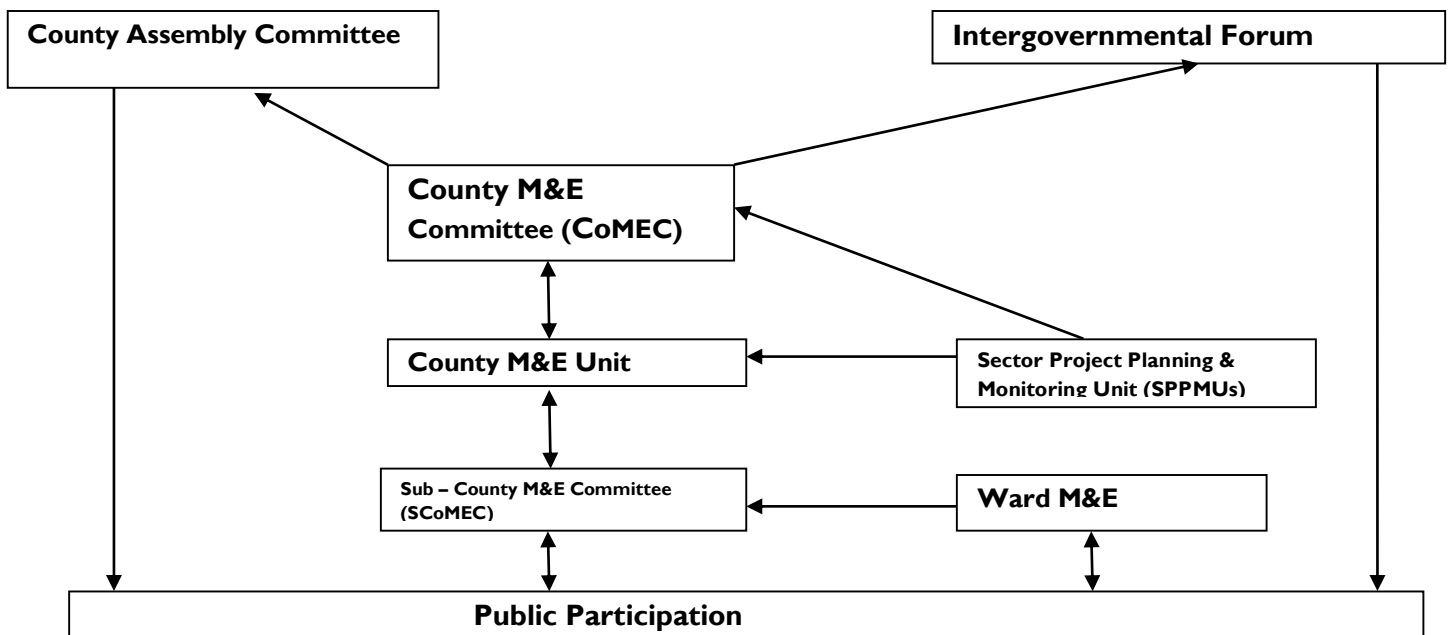 County Assembly Committee
Intergovernmental Forum
County M&E
Committee (CoMEC)
County M&E Unit
Sector Project Planning &
Monitoring Unit (SPPMUs)
Sub – County M&E Committee
(SCoMEC)
Ward M&E
Public Participation